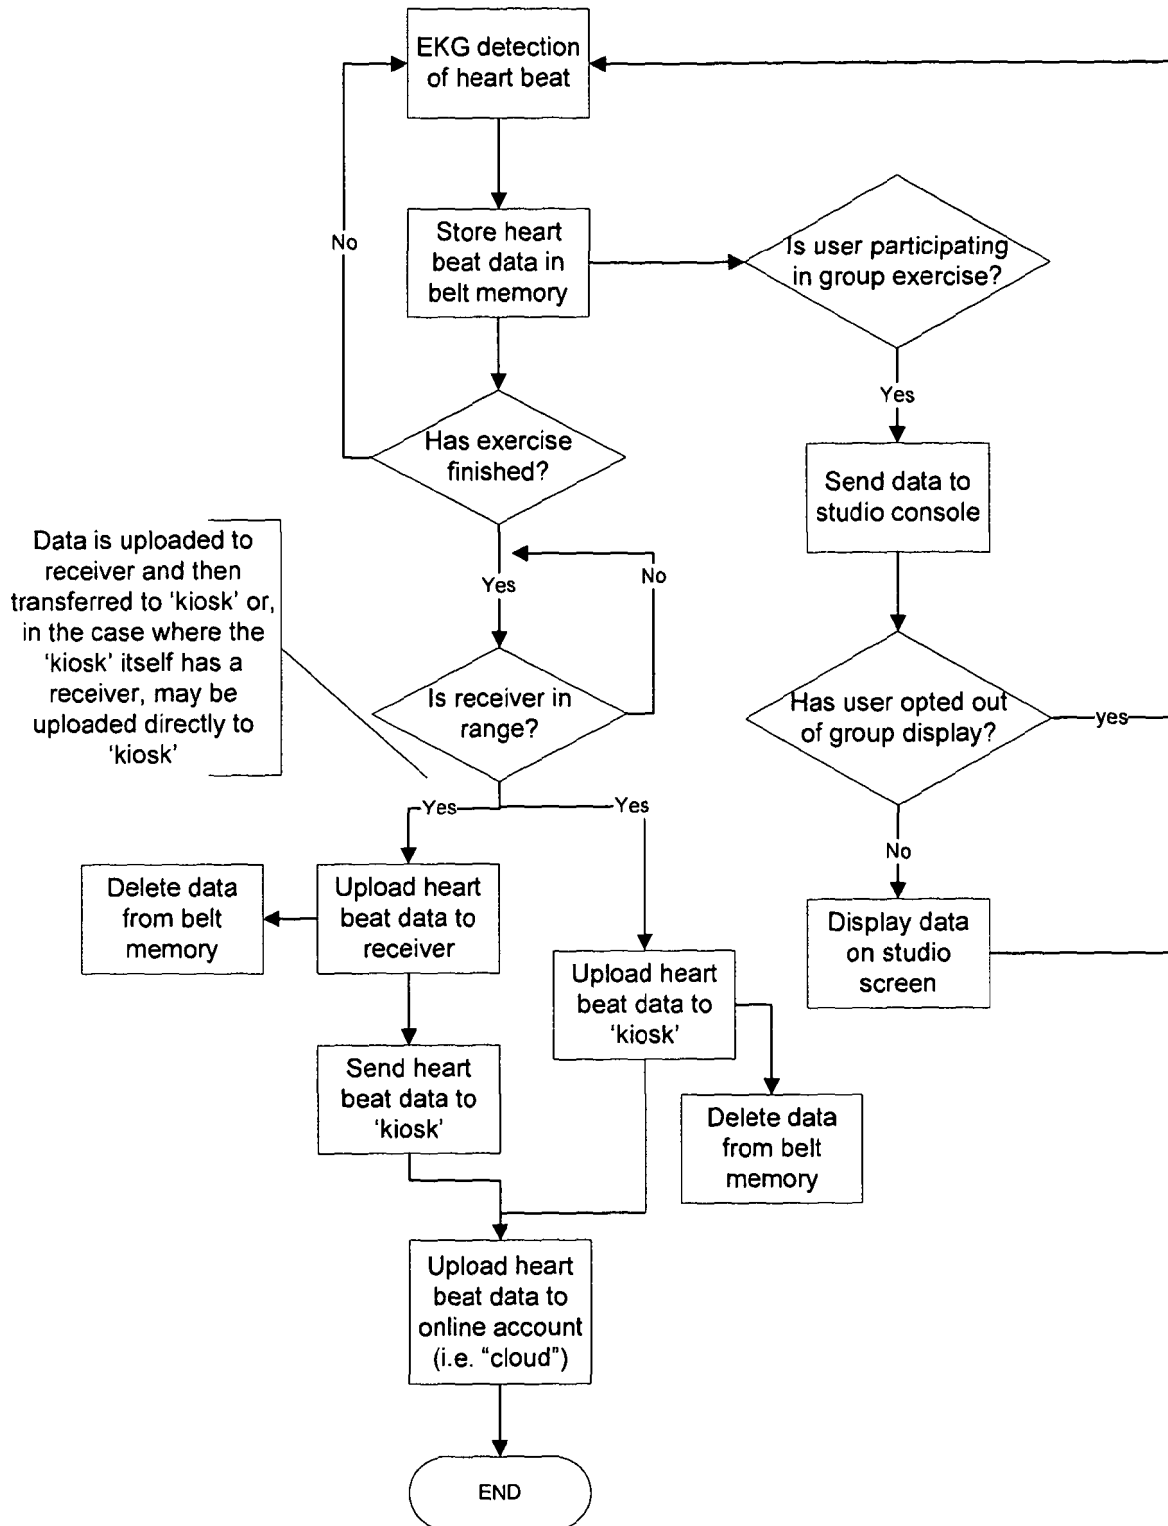 EKG detection
of heart beat
No
Store heart
beat data in
belt memory
Is user participating
in group exercise?
Yes
Has exercise
finished?
Send data to
studio console
Data is uploaded to
receiver and then
transferred to ‘kiosk’ or,
in the case where the
‘kiosk’ itself has a
receiver, may be
uploaded directly to
‘kiosk’
Yes
No
Is receiver in
range?
Has user opted out
of group display?
yes
Yes
Yes
No
Delete data
from belt
memory
Upload heart
beat data to
receiver
Display data
on studio
screen
Upload heart
beat data to
‘kiosk’
Send heart
beat data to
‘kiosk’
Delete data
from belt
memory
Upload heart
beat data to
online account
(i.e. “cloud”)
END